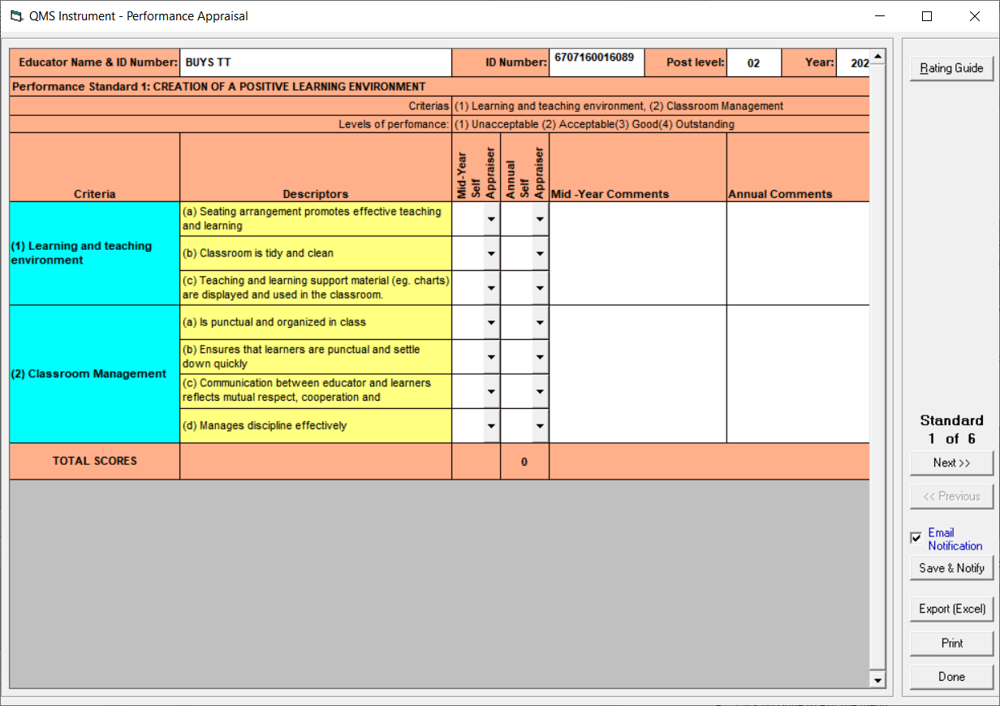 QMS Instrument - Performance Appraisal
Educator Name & ID Number: BUYS TT ID Number: 6707160016089 Post level: 02 Year: 202
Rating Guide
Performance Standard 1: CREATION OF A POSITIVE LEARNING ENVIRONMENT
Criterias (1) Learning and teaching environment, (2) Classroom Management
Levels of perfomance: (1) Unacceptable (2) Acceptable(3) Good(4) Outstanding
Criteria
Descriptors
Mid-Year
Self
Appraiser
Annual
Self
Appraiser
Mid -Year Comments
Annual Comments
(1) Learning and teaching
environment
(a) Seating arrangement promotes effective teaching
and learning
(b) Classroom is tidy and clean
(c) Teaching and learning support material (eg. charts)
are displayed and used in the classroom.
(2) Classroom Management
(a) Is punctual and organized in class
(b) Ensures that learners are punctual and settle
down quickly
(c) Communication between educator and learners
reflects mutual respect, cooperation and
(d) Manages discipline effectively
TOTAL SCORES 0
Standard
1 of 6
Next >>
<< Previous
Email
Notification
Save & Notify
Export (Excel)
Print
Done